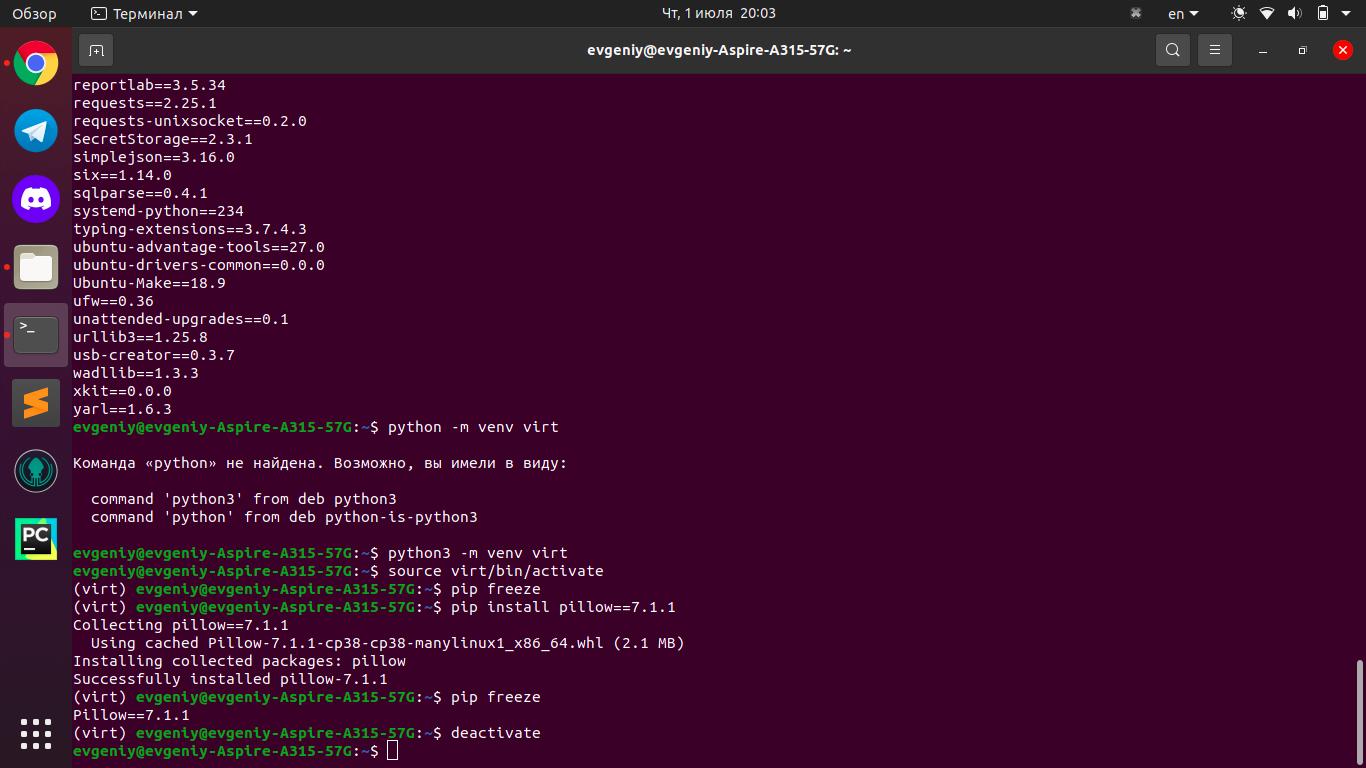 Обзор
Терминал
Чт, 1 июля 20:03
en
evgeniy@evgeniy-Aspire-A315-57G: ~
reportlab==3.5.34
requests==2.25.1
requests-unixsocket==0.2.0
SecretStorage==2.3.1
simplejson==3.16.0
six==1.14.0
sqlparse==0.4.1
systemd-python==234
typing-extensions==3.7.4.3
ubuntu-advantage-tools==27.0
ubuntu-drivers-common==0.0.0
Ubuntu-Make==18.9
ufw==0.36
unattended-upgrades==0.1
urllib3==1.25.8
usb-creator==0.3.7
wadllib==1.3.3
xkit==0.0.0
yarl==1.6.3
evgeniy@evgeniy-Aspire-A315-57G:~$ python -m venv virt
Команда «python» не найдена. Возможно, вы имели в виду:
command 'python3' from deb python3
command 'python' from deb python-is-python3
evgeniy@evgeniy-Aspire-A315-57G:~$ python3 -m venv virt
evgeniy@evgeniy-Aspire-A315-57G:~$ source virt/bin/activate
(virt) evgeniy@evgeniy-Aspire-A315-57G:~$ pip freeze
(virt) evgeniy@evgeniy-Aspire-A315-57G:~$ pip install pillow==7.1.1
Collecting pillow==7.1.1
Using cached Pillow-7.1.1-cp38-cp38-manylinux1_x86_64.whl (2.1 MB)
Installing collected packages: pillow
Successfully installed pillow-7.1.1
(virt) evgeniy@evgeniy-Aspire-A315-57G:~$ pip freeze
Pillow==7.1.1
(virt) evgeniy@evgeniy-Aspire-A315-57G:~$ deactivate
evgeniy@evgeniy-Aspire-A315-57G:~$
>_
PC